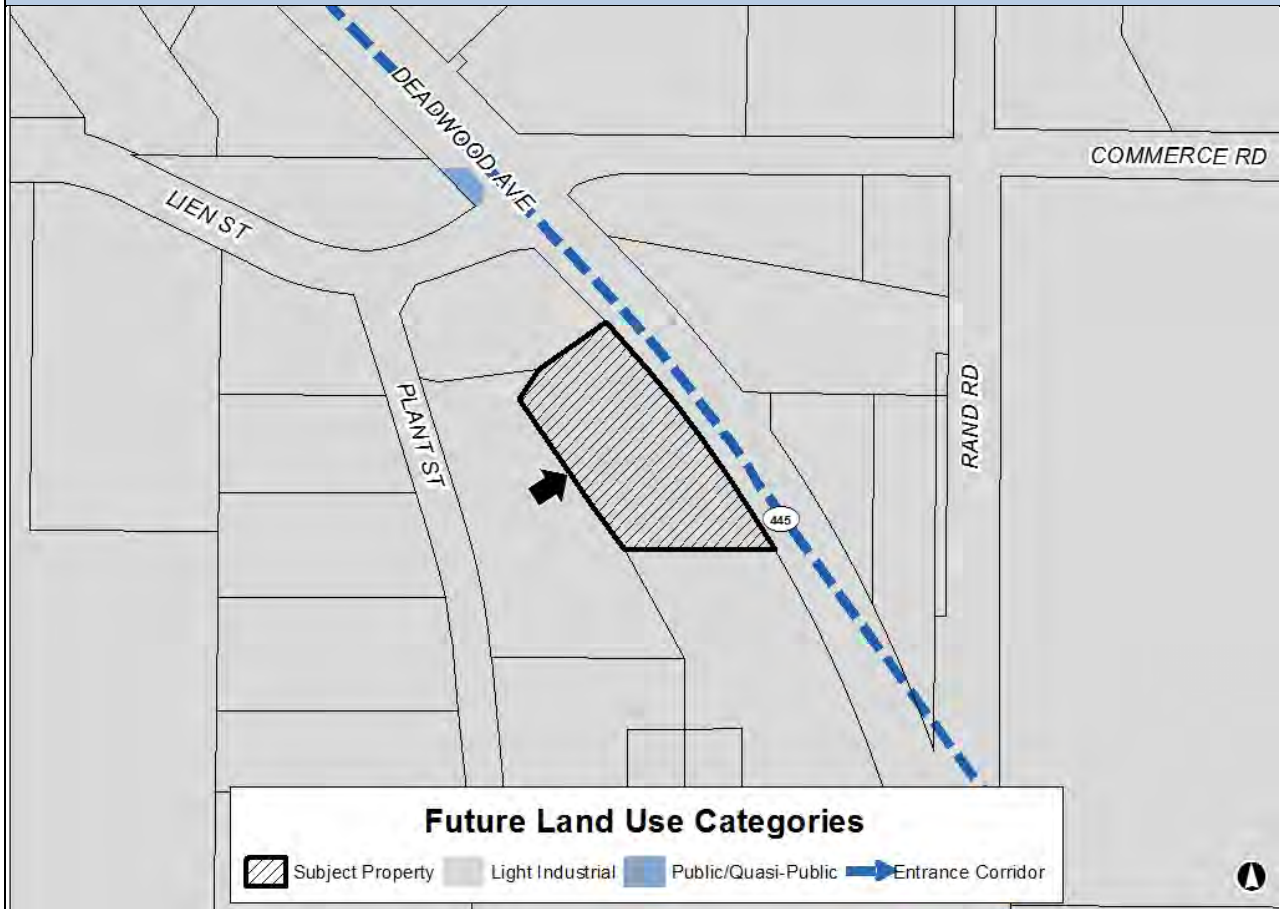 DEADWOOD AVE
COMMERCE RD
LIEN ST
PLANT ST
RAND RD
445
Future Land Use Categories
Subject Property Light Industrial Public/Quasi-Public Entrance Corridor